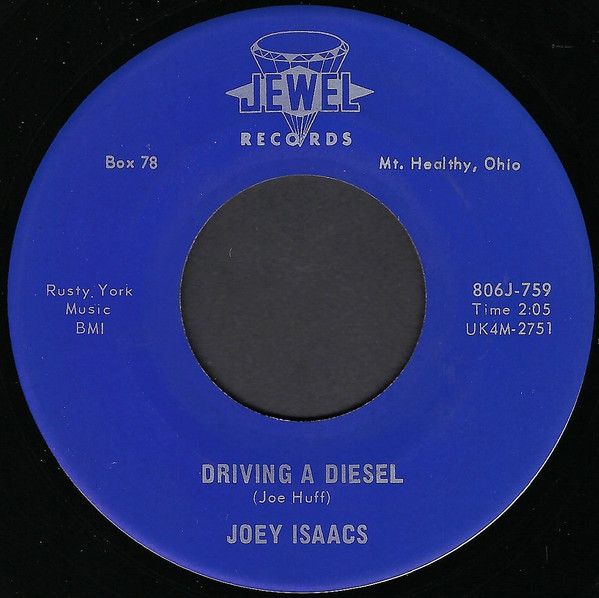 JEWEL
RECORDS
Box 78
Mt. Healthy, Ohio
Rusty York
Music
BMI
806J-759
Time 2:05
UK4M-2751
DRIVING A DIESEL
(Joe Huff)
JOEY ISAACS